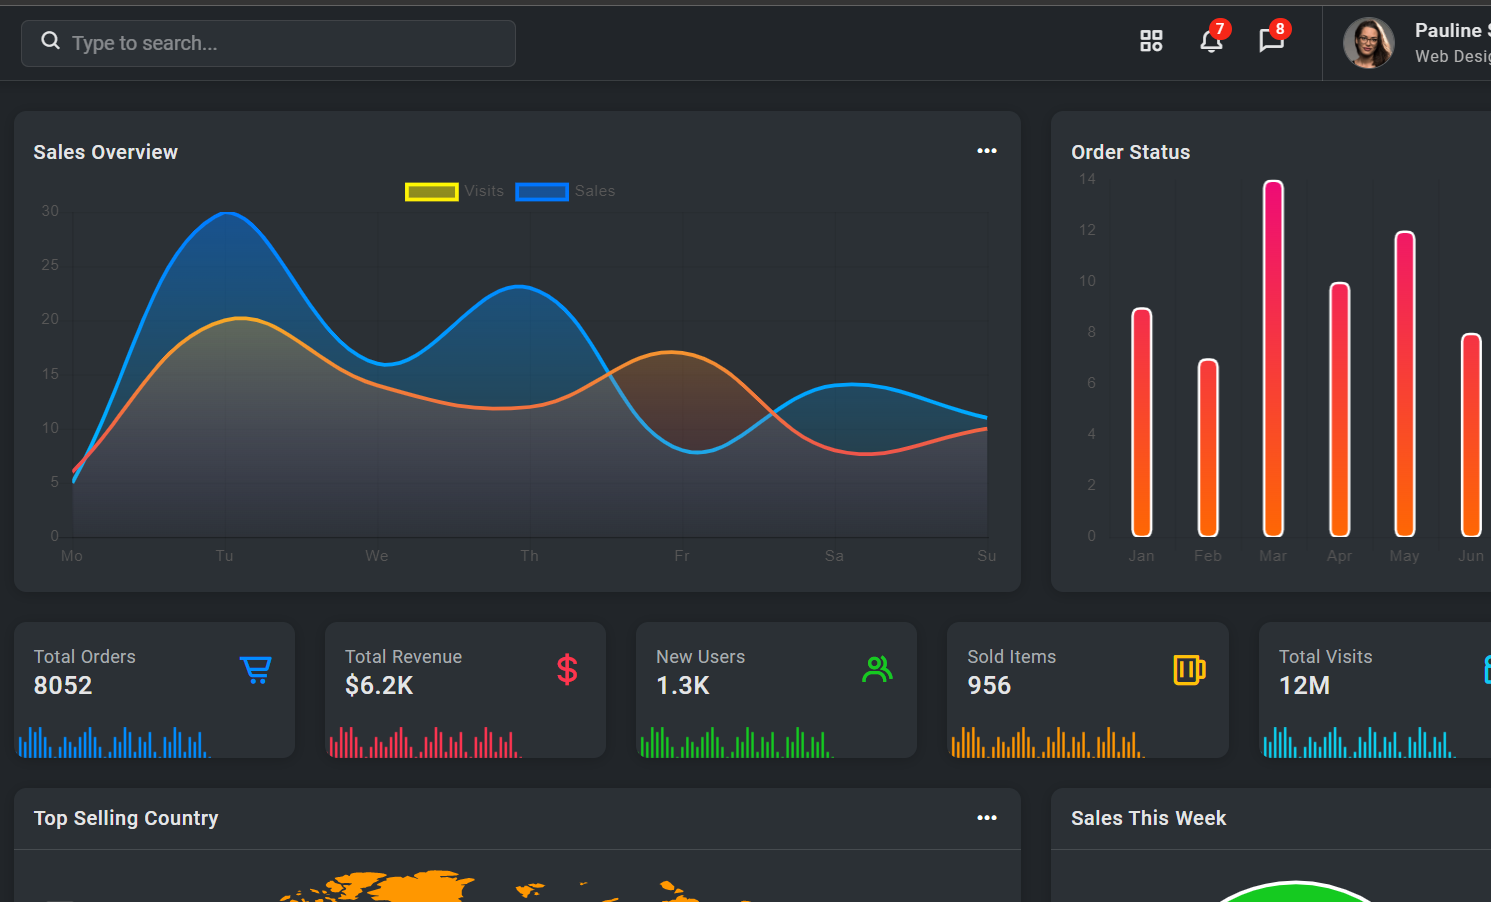 Type to search...
7
8
Pauline S
Web Desig
Sales Overview
•••
Visits
Sales
30
25
20
15
10
5
0
Mo Tu We Th Fr Sa Su
Order Status
14
12
10
8
6
4
2
0
Jan Feb Mar Apr May Jun
Total Orders
8052
Total Revenue
$6.2K
$
New Users
1.3K
Sold Items
956
Total Visits
12M
Top Selling Country
•••
Sales This Week